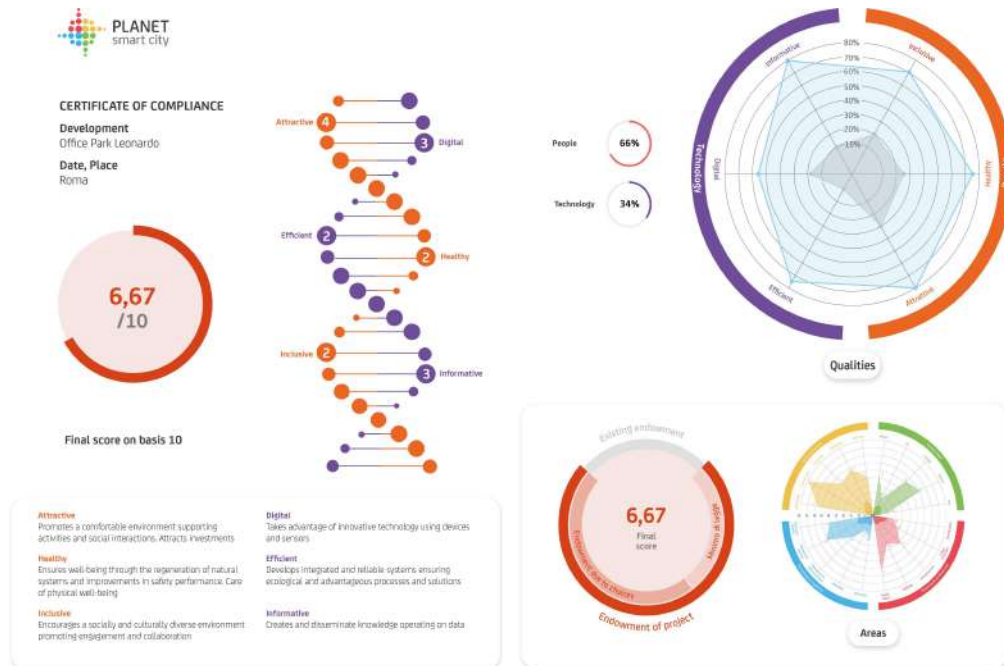 PLANET
smart city
CERTIFICATE OF COMPLIANCE
Development
Office Park Leonardo
Date, Place
Roma
6,67
/10
Final score on basis 10
Attractive
4
3
Digital
Efficient
2
2
Healthy
Inclusive
2
3
Informative
People
66%
Technology
34%
Technology
80%
70%
60%
50%
40%
30%
20%
10%
Informative
Inclusive
Digital
Healthy
Efficient
Attrative
Qualities
Attractive
Promotes a comfortable environment supporting
activities and social interactions. Attracts investments
Healthy
Ensures well-being through the regeneration of natural
systems and improvements in safety performance. Care
of physical well-being
Inclusive
Encourages a socially and culturally diverse environment
promoting engagement and collaboration
Digital
Takes advantage of innovative technology using devices
and sensors
Efficient
Develops integrated and reliable systems ensuring
ecological and advantageous processes and solutions
Informative
Creates and disseminate knowledge operating on data
Existing endowment
6,67
Final
score
Endowment due to choices
Endowment of project
Areas